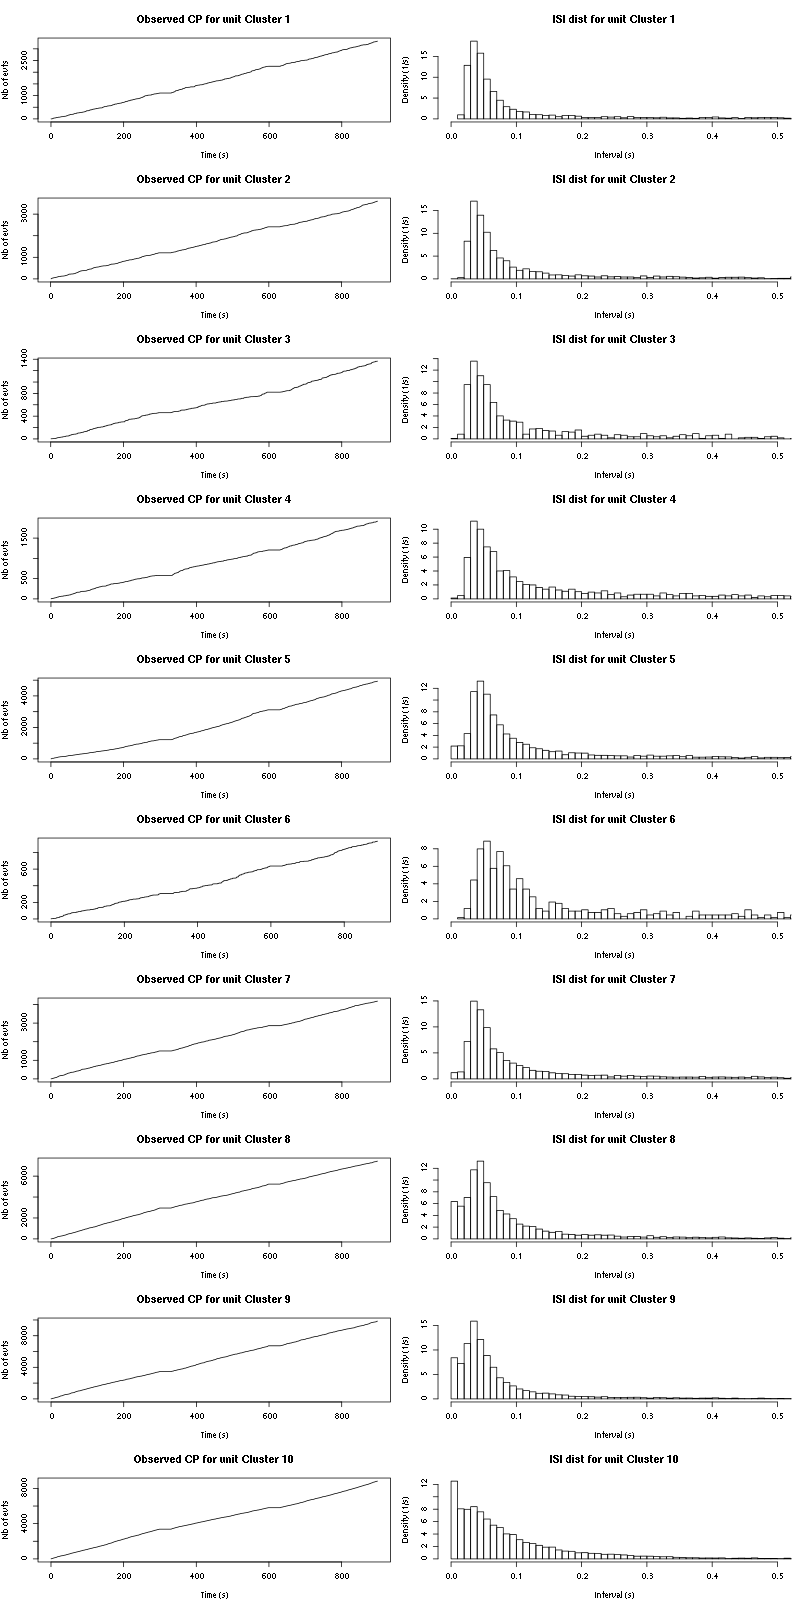 Observed CP for unit Cluster 1
Nb of evts
0 1000 2500
0 200 400 600 800
Time (s)
ISI dist for unit Cluster 1
Density (1/s)
0 5 10 15
0.0 0.1 0.2 0.3 0.4 0.5
Interval (s)
Observed CP for unit Cluster 2
Nb of evts
0 1000 3000
0 200 400 600 800
Time (s)
ISI dist for unit Cluster 2
Density (1/s)
0 5 10 15
0.0 0.1 0.2 0.3 0.4 0.5
Interval (s)
Observed CP for unit Cluster 3
Nb of evts
0 400 800 1400
0 200 400 600 800
Time (s)
ISI dist for unit Cluster 3
Density (1/s)
0 2 4 6 8 12
0.0 0.1 0.2 0.3 0.4 0.5
Interval (s)
Observed CP for unit Cluster 4
Nb of evts
0 500 1500
0 200 400 600 800
Time (s)
ISI dist for unit Cluster 4
Density (1/s)
0 2 4 6 8 10
0.0 0.1 0.2 0.3 0.4 0.5
Interval (s)
Observed CP for unit Cluster 5
Nb of evts
0 2000 4000
0 200 400 600 800
Time (s)
ISI dist for unit Cluster 5
Density (1/s)
0 2 4 8 12
0.0 0.1 0.2 0.3 0.4 0.5
Interval (s)
Observed CP for unit Cluster 6
Nb of evts
0 200 600
0 200 400 600 800
Time (s)
ISI dist for unit Cluster 6
Density (1/s)
0 2 4 6 8
0.0 0.1 0.2 0.3 0.4 0.5
Interval (s)
Observed CP for unit Cluster 7
Nb of evts
0 1000 3000
0 200 400 600 800
Time (s)
ISI dist for unit Cluster 7
Density (1/s)
0 5 10 15
0.0 0.1 0.2 0.3 0.4 0.5
Interval (s)
Observed CP for unit Cluster 8
Nb of evts
0 2000 6000
0 200 400 600 800
Time (s)
ISI dist for unit Cluster 8
Density (1/s)
0 2 4 8 12
0.0 0.1 0.2 0.3 0.4 0.5
Interval (s)
Observed CP for unit Cluster 9
Nb of evts
0 4000 8000
0 200 400 600 800
Time (s)
ISI dist for unit Cluster 9
Density (1/s)
0 5 10 15
0.0 0.1 0.2 0.3 0.4 0.5
Interval (s)
Observed CP for unit Cluster 10
Nb of evts
0 4000 8000
0 200 400 600 800
Time (s)
ISI dist for unit Cluster 10
Density (1/s)
0 2 4 6 8 12
0.0 0.1 0.2 0.3 0.4 0.5
Interval (s)